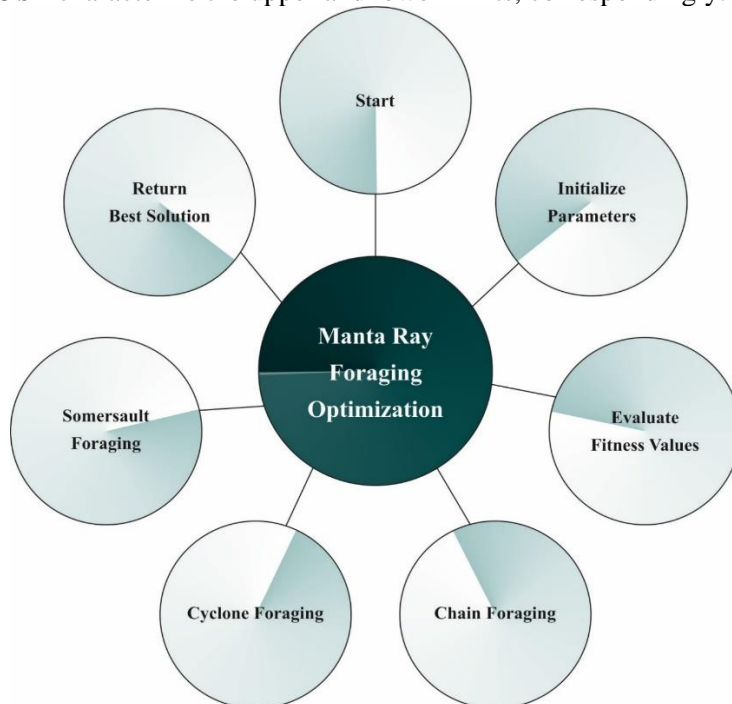 Start
Initialize
Parameters
Evaluate
Fitness Values
Chain Foraging
Cyclone Foraging
Somersault
Foraging
Return
Best Solution
Manta Ray
Foraging
Optimization